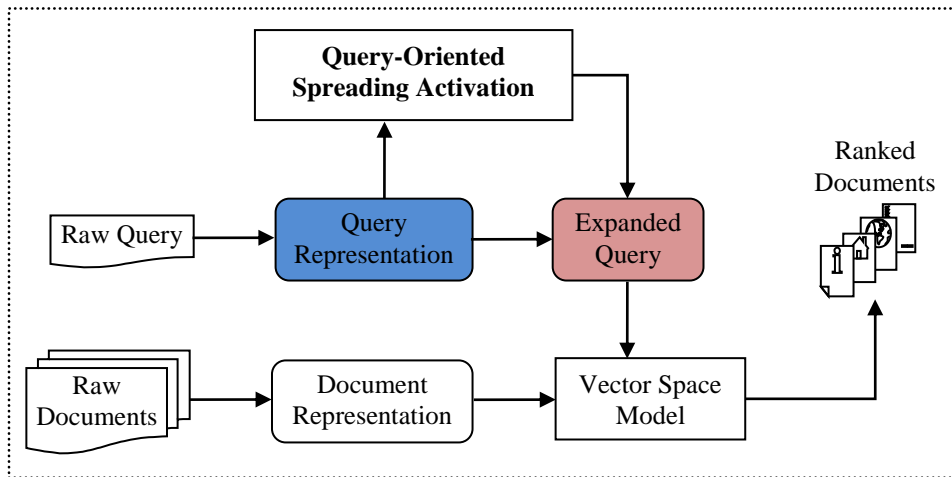 Query-Oriented
Spreading Activation
Ranked
Documents
Raw Query
Query
Representation
Expanded
Query
i
Raw
Documents
Document
Representation
Vector Space
Model